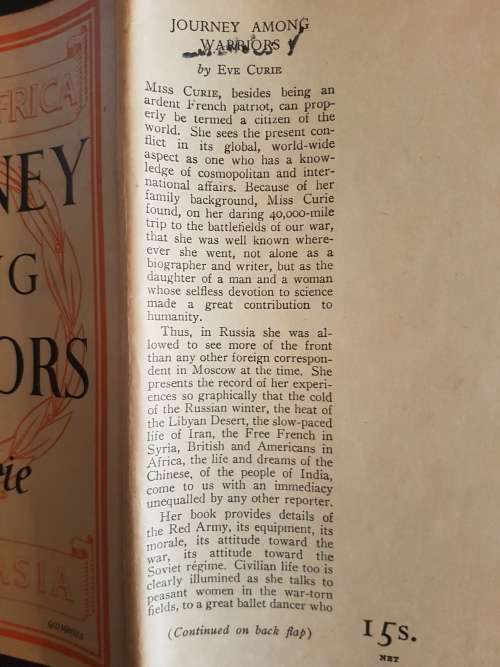 FRICA
NEY
NG
ORS
rie
ASIA
JOURNEY AMONG
WARRIORS
by EVE CURIE
MISS CURIE, besides being an
ardent French patriot, can prop-
erly be termed a citizen of the
world. She sees the present con-
flict in its global, world-wide
aspect as one who has a know-
ledge of cosmopolitan and inter-
national affairs. Because of her
family background, Miss Curie
found, on her daring 40,000-mile
trip to the battlefields of our war,
that she was well known where-
ever she went, not alone as a
biographer and writer, but as the
daughter of a man and a woman
whose selfless devotion to science
made a great contribution to
humanity.
Thus, in Russia she was al-
lowed to see more of the front
than any other foreign correspon-
dent in Moscow at the time. She
presents the record of her experi-
ences so graphically that the cold
of the Russian winter, the heat of
the Libyan Desert, the slow-paced
life of Iran, the Free French in
Syria, British and Americans in
Africa, the life and dreams of the
Chinese, of the people of India,
come to us with an immediacy
unequalled by any other reporter.
Her book provides details of
the Red Army, its equipment, its
morale, its attitude toward the
war, its attitude toward the
Soviet régime. Civilian life too is
clearly illumined as she talks to
peasant women in the war-torn
fields, to a great ballet dancer who
(Continued on back flap)
15s.
NET